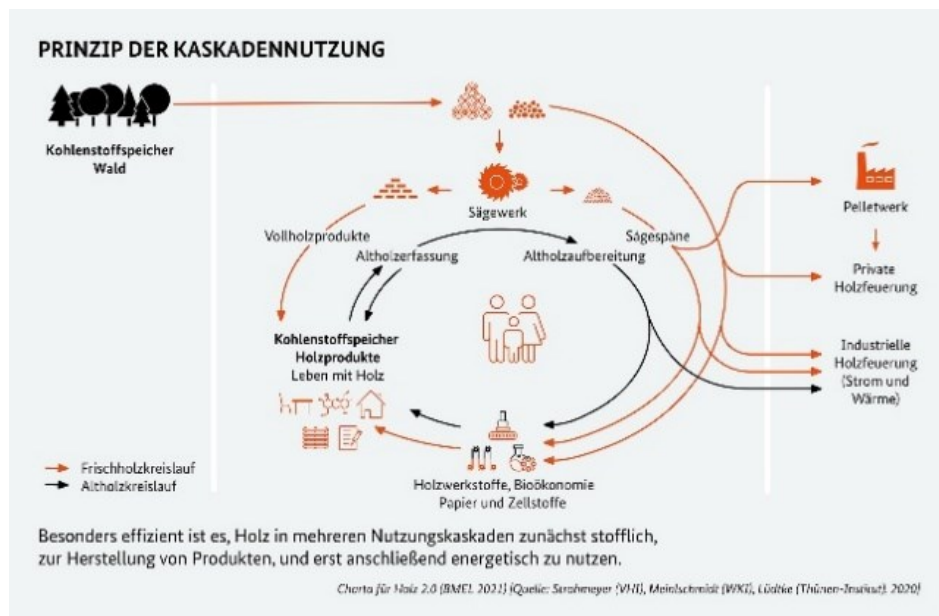 PRINZIP DER KASKADENNUTZUNG
Kohlenstoffspeicher
Wald
Sägewerk
Pelletwerk
Vollholzprodukte
Sägespäne
Altholzerfassung
Altholzaufbereitung
Private
Holzfeuerung
Kohlenstoffspeicher
Holzprodukte
Leben mit Holz
Industrielle
Holzfeuerung
(Strom und
Wärme)
Frischholzkreislauf
Altholzkreislauf
Holzwerkstoffe, Bioökonomie
Papier und Zellstoffe
Besonders effizient ist es, Holz in mehreren Nutzungskaskaden zunächst stofflich,
zur Herstellung von Produkten, und erst anschließend energetisch zu nutzen.
Charta für Holz 2.0 (BMEL 2021) (Quelle: (VHI), Meinlschmidt (WKI), Lüdtke (Thünen-Institut), 2020)